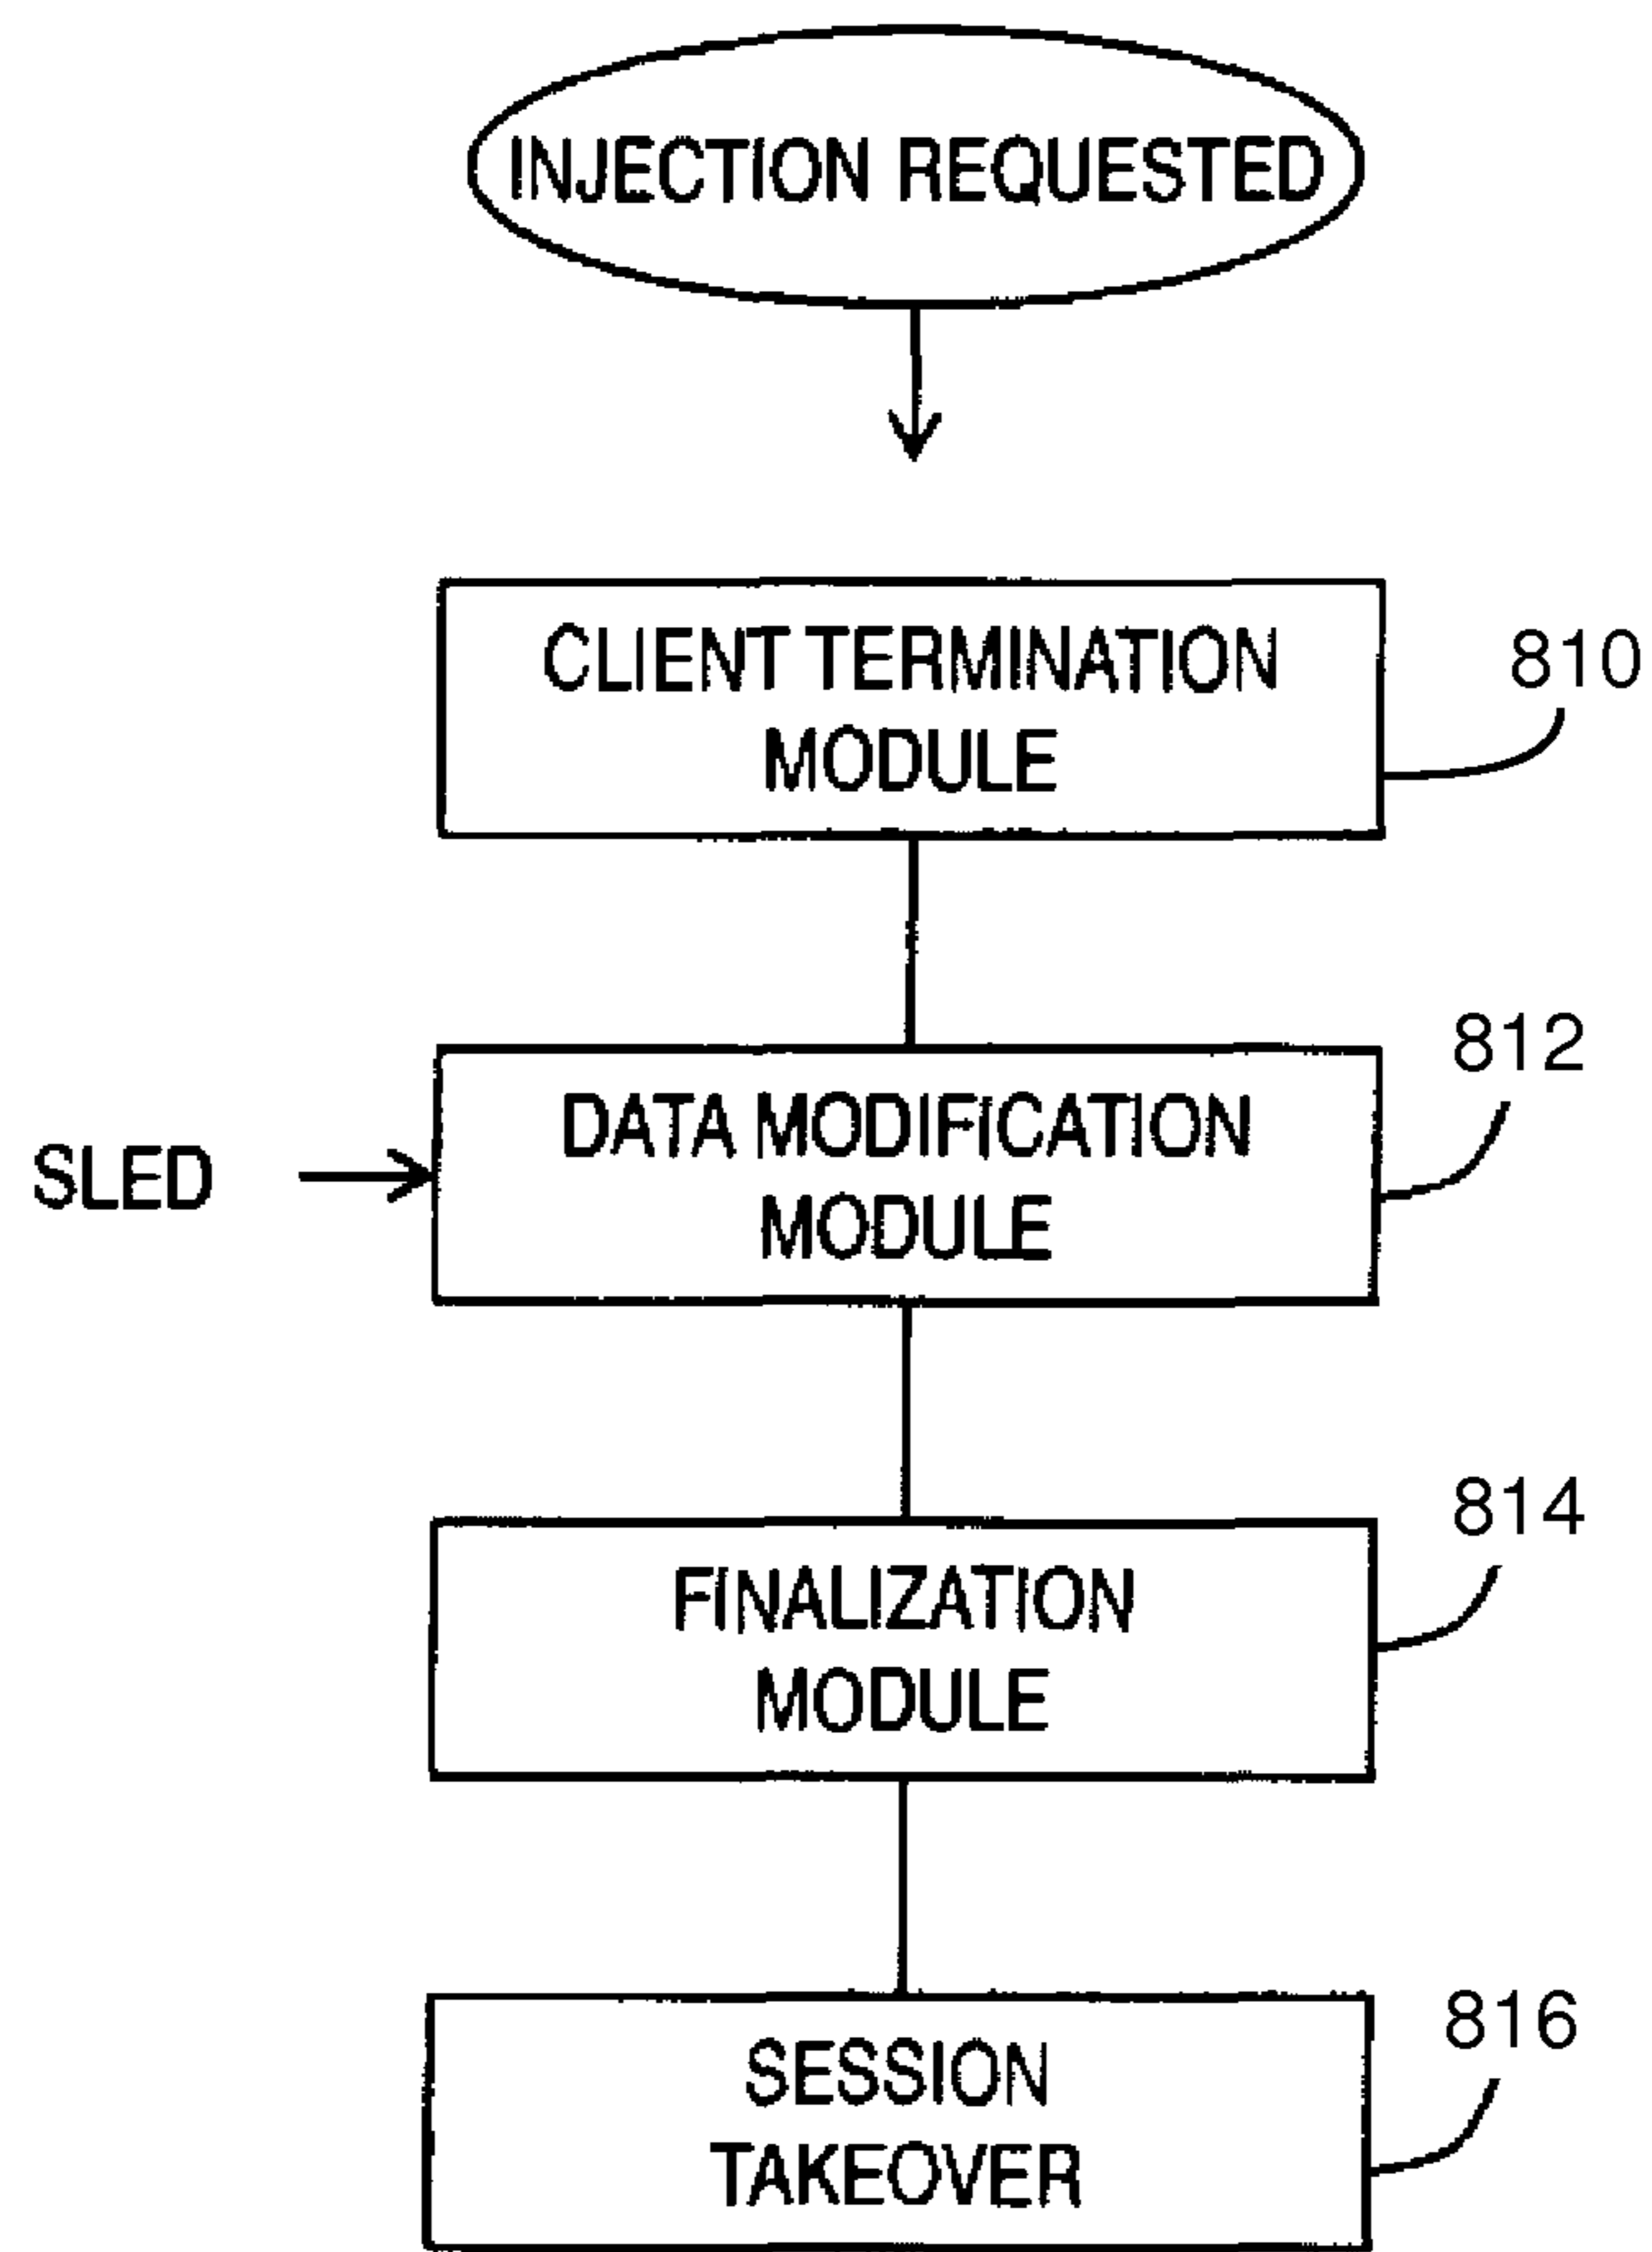 INJECTION REQUESTED
CLIENT TERMINATION
MODULE
810
812
DATA MODIFICATION
MODULE
SLED
814
FINALIZATION
MODULE
816
SESSION
TAKEOVER